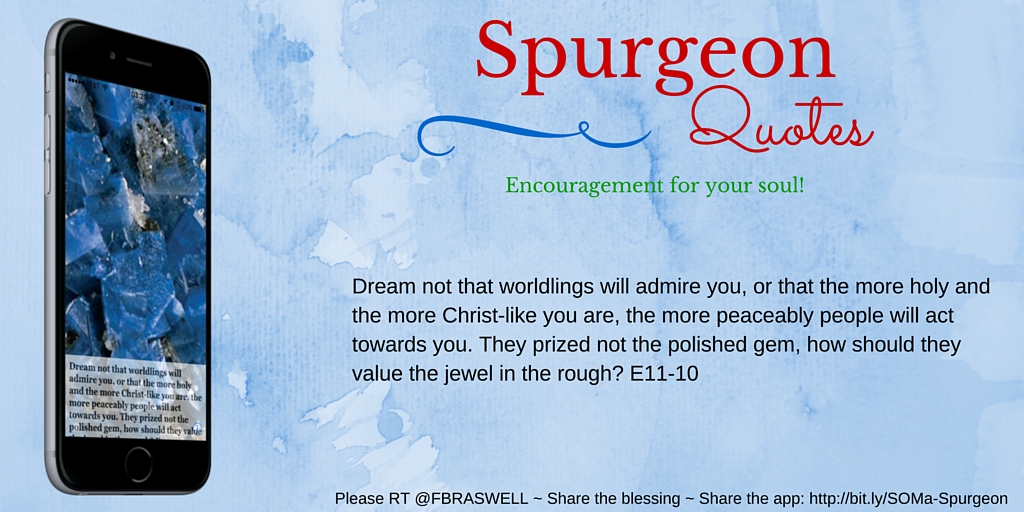 Spurgeon
Quotes
Encouragement for your soul!
Dream not that worldlings will admire you, or that the more holy and
the more Christ-like you are, the more peaceably people will act
towards you. They prized not the polished gem, how should they
value the jewel in the rough? E11-10
Dream not that worldlings will
admire you, or that the more holy
and the more Christ-like you are, the
more peaceably people will act
towards you. They prized not the
polished gem, how should they value
Please RT @FBRASWELL ~ Share the blessing ~ Share the app: http://bit.ly/SOMa-Spurgeon